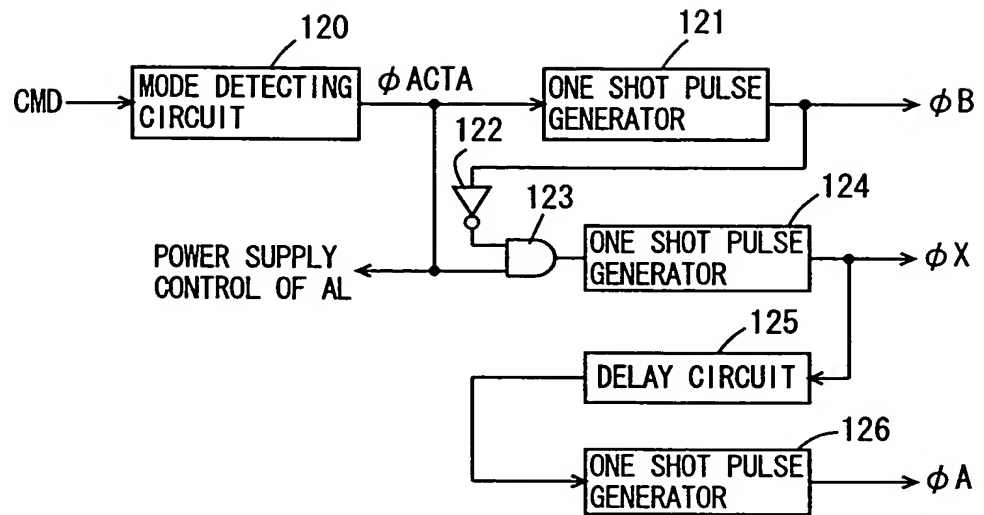 120
121
MODE DETECTING
CIRCUIT
φACTA
ONE SHOT PULSE
GENERATOR
CMD
φB
122
123
124
ONE SHOT PULSE
GENERATOR
φX
POWER SUPPLY
CONTROL OF AL
125
DELAY CIRCUIT
126
ONE SHOT PULSE
GENERATOR
φA